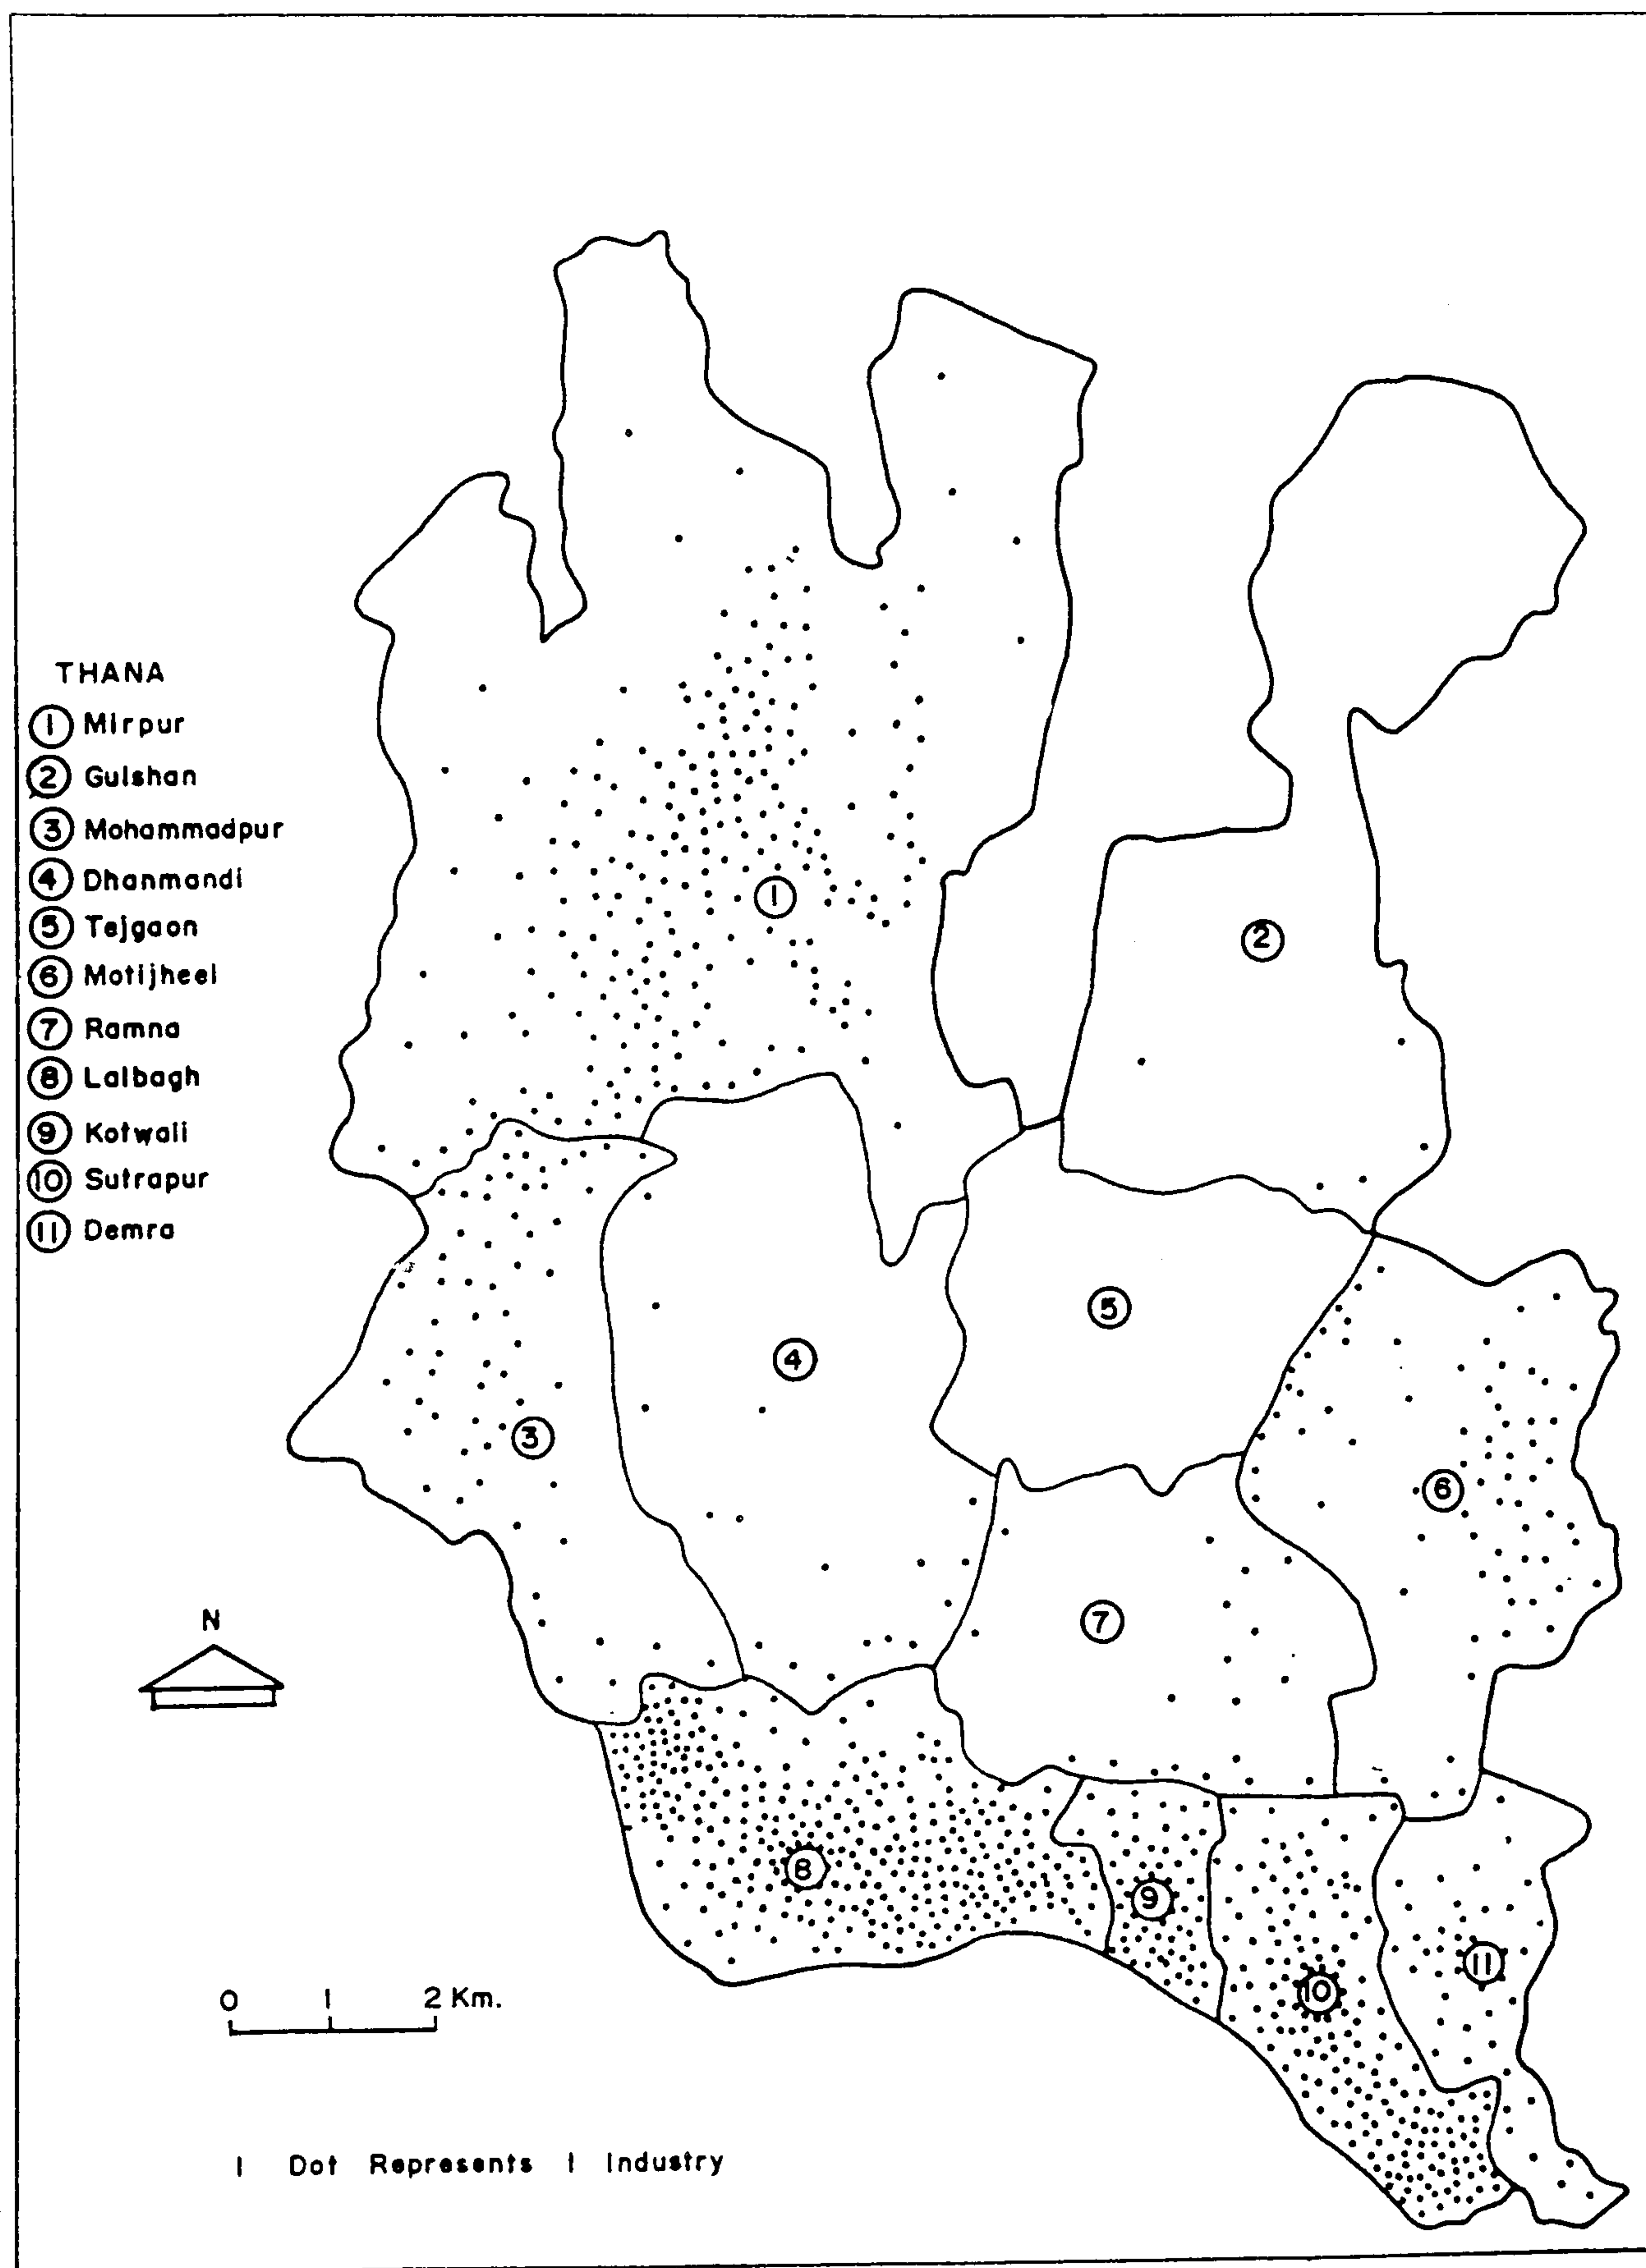 THANA
1 Mirpur
2 Gulshan
3 Mohammadpur
4 Dhanmandi
5 Tejgaon
6 Motijheel
7 Ramna
8 Lalbagh
9 Kotwali
10 Sutrapur
11 Demra
1
2
3
4
5
6
7
8
9
10
11
N
0 1 2 Km.
1 Dot Represents 1 Industry